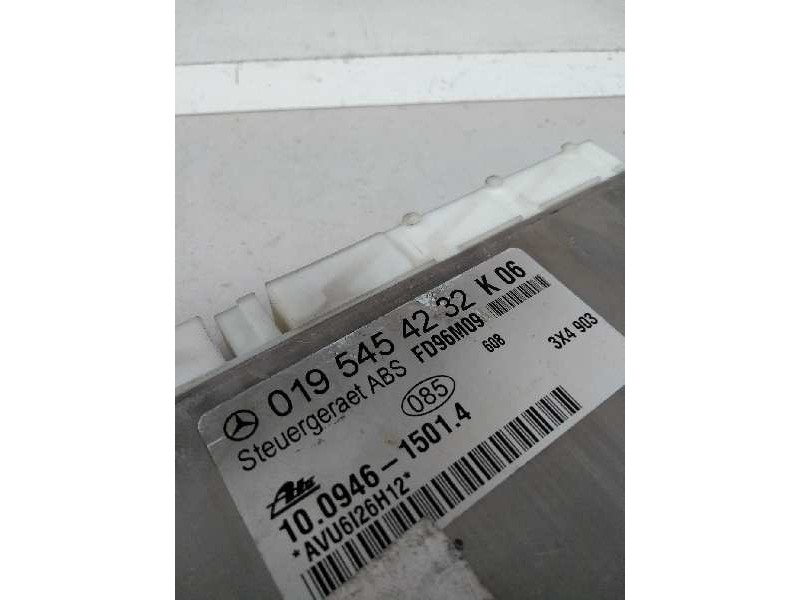 019 545 42 32 K 06
Steuergeraet ABS FD96M09
608
3X4 903
085
Ate
10.0946-1501.4
*AVU6I26H12*